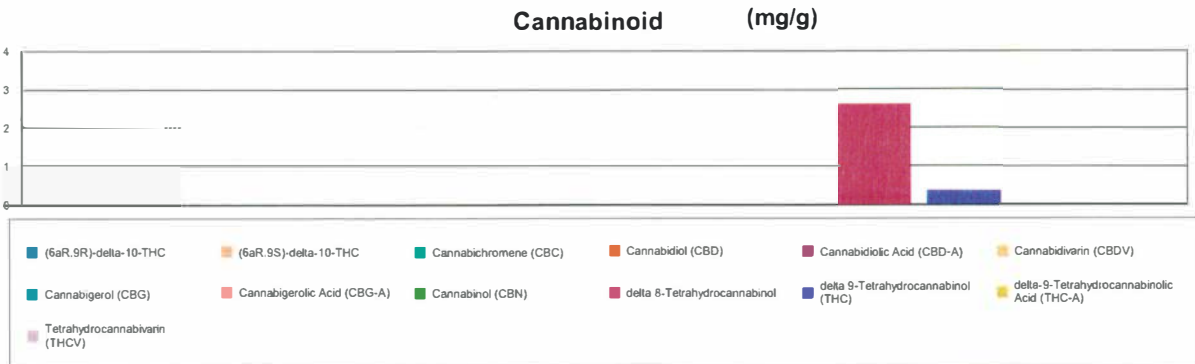 Cannabinoid (mg/g)
4
3
2
1
0
(6aR.9R)-delta-10-THC
(6aR.9S)-delta-10-THC
Cannabichromene (CBC)
Cannabidiol (CBD)
Cannabidiolic Acid (CBD-A)
Cannabidivarin (CBDV)
Cannabigerol (CBG)
Cannabigerolic Acid (CBG-A)
Cannabinol (CBN)
delta 8-Tetrahydrocannabinol
delta 9-Tetrahydrocannabinol
(THC)
delta-9-Tetrahydrocannabinolic
Acid (THC-A)
Tetrahydrocannabivarin
(THCV)